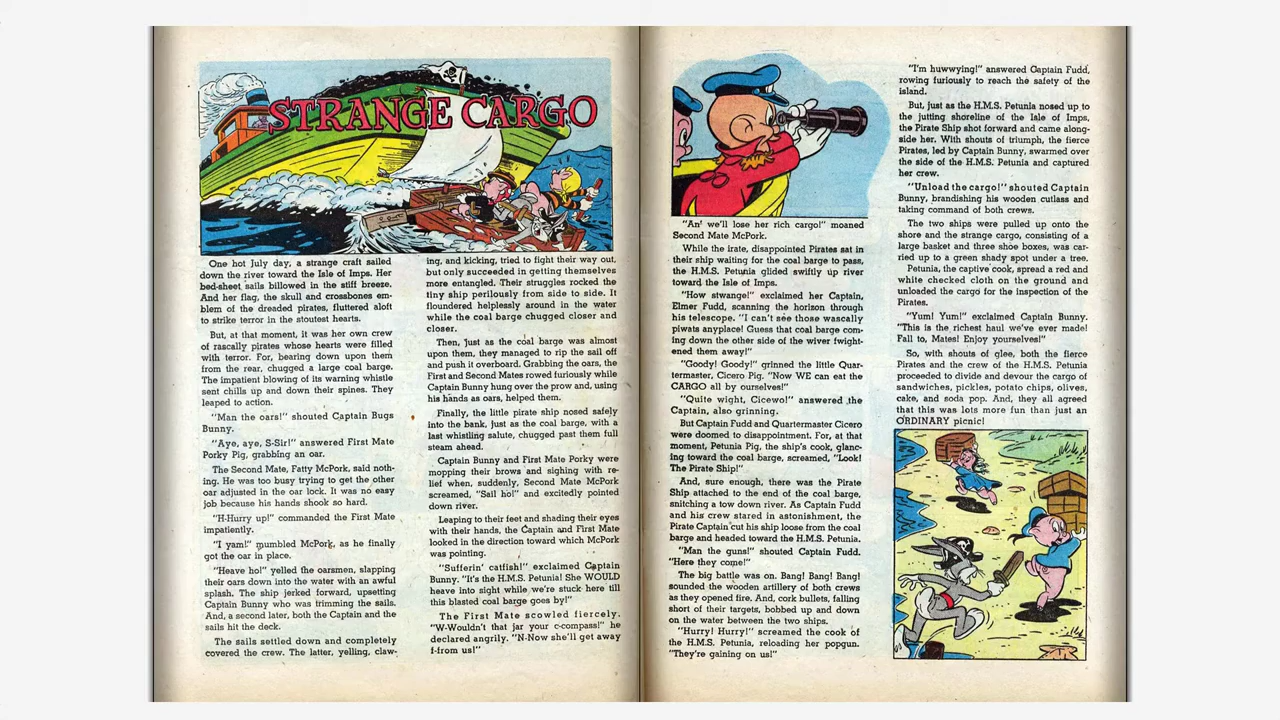 STRANGE CARGO
One hot July day, a strange craft sailed
down the river toward the Isle of Imps. Her
bed-sheet sails billowed in the stiff breeze.
And her flag, the skull and crossbones em-
blem of the dreaded pirates, fluttered aloft
to strike terror in the stoutest hearts.
But, at that moment, it was her own crew
of rascally pirates whose hearts were filled
with terror. For, bearing down upon them
from the rear, chugged a large coal barge.
The impatient blowing of its warning whistle
sent chills up and down their spines. They
leaped to action.
"Man the oars!" shouted Captain Bugs
Bunny.
"Aye, aye, S-Sir!" answered First Mate
Porky Pig, grabbing an oar.
The Second Mate, Fatty McPork, said noth-
ing. He was too busy trying to get the other
oar adjusted in the oar lock. It was no easy
job because his hands shook so hard.
"H-Hurry up!" commanded the First Mate
impatiently.
"I yam!" mumbled McPork, as he finally
got the oar in place.
"Heave ho!" yelled the oarsmen, slapping
their oars down into the water with an awful
splash. The ship jerked forward, upsetting
Captain Bunny who was trimming the sails.
And, a second later, both the Captain and the
sails hit the deck.
The sails settled down and completely
covered the crew. The latter, yelling, claw-
ing, and kicking, tried to fight their way out,
but only succeeded in getting themselves
more entangled. Their struggles rocked the
tiny ship perilously from side to side. It
floundered helplessly around in the water
while the coal barge chugged closer and
closer.
Then, just as the coal barge was almost
upon them, they managed to rip the sail off
and push it overboard. Grabbing the oars, the
First and Second Mates rowed furiously while
Captain Bunny hung over the prow and, using
his hands as oars, helped them.
Finally, the little pirate ship nosed safely
into the bank, just as the coal barge, with a
last whistling salute, chugged past them full
steam ahead.
Captain Bunny and First Mate Porky were
mopping their brows and sighing with re-
lief when, suddenly, Second Mate McPork
screamed, "Sail ho!" and excitedly pointed
down river.
Leaping to their feet and shading their eyes
with their hands, the Captain and First Mate
looked in the direction toward which McPork
was pointing.
"Sufferin' catfish!" exclaimed Captain
Bunny. "It's the H.M.S. Petunia! She WOULD
heave into sight while we're stuck here till
this blasted coal barge goes by!"
The First Mate scowled fiercely.
"W-Wouldn't that jar your c-compass!" he
declared angrily. "N-Now she'll get away
f-from us!"
"An' we'll lose her rich cargo!" moaned
Second Mate McPork.
While the irate, disappointed Pirates sat in
their ship waiting for the coal barge to pass,
the H.M.S. Petunia glided swiftly up river
toward the Isle of Imps.
"How stwange!" exclaimed her Captain,
Elmer Fudd, scanning the horizon through
his telescope. "I can't see those wascally
piwats anyplace! Guess that coal barge com-
ing down the other side of the wiver fwight-
ened them away!"
"Goody! Goody!" grinned the little Quar-
termaster, Cicero Pig. "Now WE can eat the
CARGO all by ourselves!"
"Quite wight, Cicewo!" answered the
Captain, also grinning.
But Captain Fudd and Quartermaster Cicero
were doomed to disappointment. For, at that
moment, Petunia Pig, the ship's cook, glanc-
ing toward the coal barge, screamed, "Look!
The Pirate Ship!"
And, sure enough, there was the Pirate
Ship attached to the end of the coal barge,
snitching a tow down river. As Captain Fudd
and his crew stared in astonishment, the
Pirate Captain cut his ship loose from the coal
barge and headed toward the H.M.S. Petunia.
"Man the guns!" shouted Captain Fudd.
"Here they come!"
The big battle was on. Bang! Bang! Bang!
sounded the wooden artillery of both crews
as they opened fire. And, cork bullets, falling
short of their targets, bobbed up and down
on the water between the two ships.
"Hurry! Hurry!" screamed the cook of
the H.M.S. Petunia, reloading her popgun.
"They're gaining on us!"
"I'm huwwying!" answered Captain Fudd,
rowing furiously to reach the safety of the
island.
But, just as the H.M.S. Petunia nosed up to
the jutting shoreline of the Isle of Imps,
the Pirate Ship shot forward and came along-
side her. With shouts of triumph, the fierce
Pirates, led by Captain Bunny, swarmed over
the side of the H.M.S. Petunia and captured
her crew.
"Unload the cargo!" shouted Captain
Bunny, brandishing his wooden cutlass and
taking command of both crews.
The two ships were pulled up onto the
shore and the strange cargo, consisting of a
large basket and three shoe boxes, was car-
ried up to a green shady spot under a tree.
Petunia, the captive cook, spread a red and
white checked cloth on the ground and
unloaded the cargo for the inspection of the
Pirates.
"Yum! Yum!" exclaimed Captain Bunny.
"This is the richest haul we've ever made!
Fall to, Mates! Enjoy yourselves!"
So, with shouts of glee, both the fierce
Pirates and the crew of the H.M.S. Petunia
proceeded to divide and devour the cargo of
sandwiches, pickles, potato chips, olives,
cake, and soda pop. And, they all agreed
that this was lots more fun than just an
ORDINARY picnic!